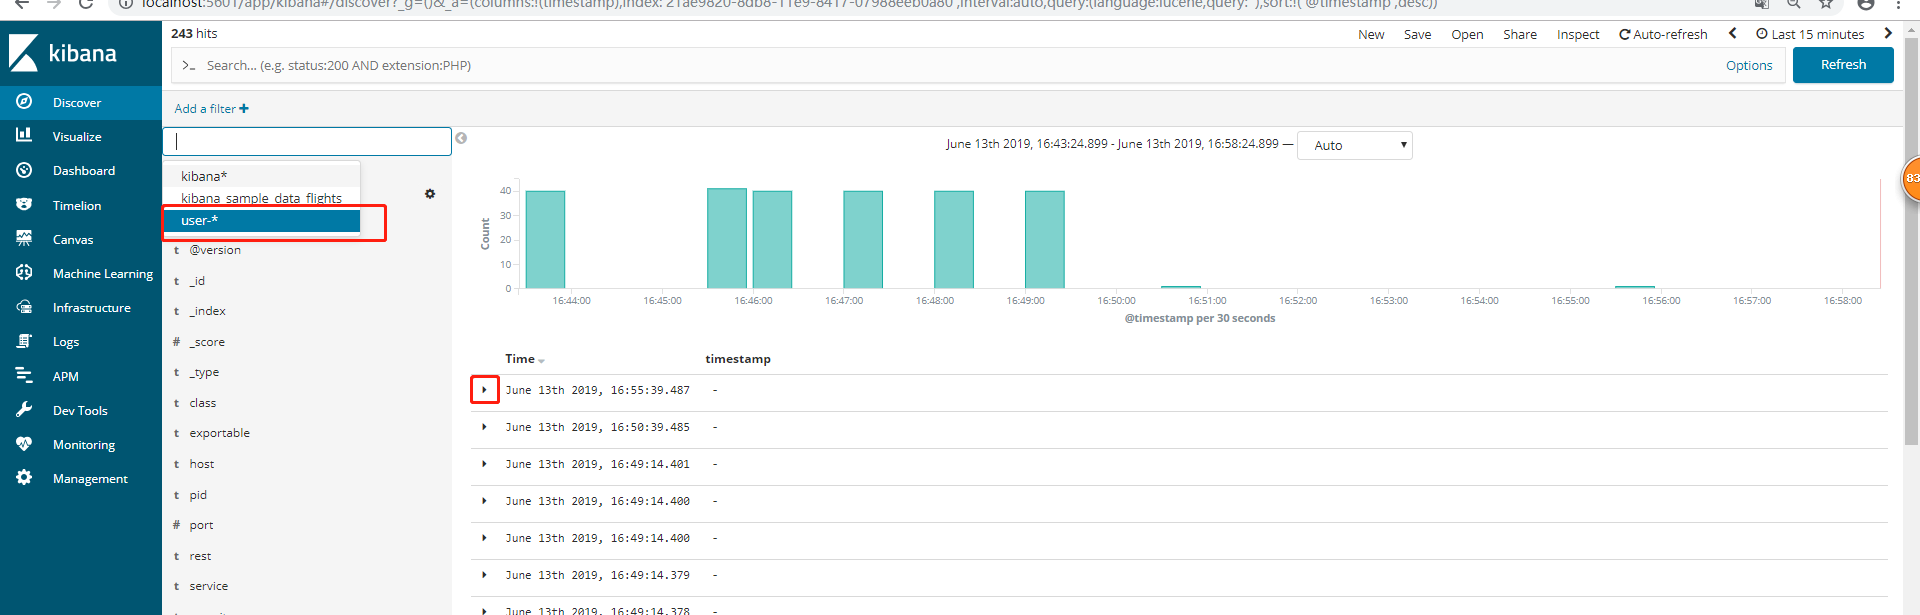 localhost:5601/app/kibana#/discover?_g=()&_a=(columns:!(timestamp),index:'21ae9820-8db8-11e9-8417-07988eeb0a80',interval:auto,query:(language:lucene,query:''),sort:!('@timestamp',desc))
kibana
Discover
Visualize
Dashboard
Timelion
Canvas
Machine Learning
Infrastructure
Logs
APM
Dev Tools
Monitoring
Management
243 hits
New Save Open Share Inspect Auto-refresh Last 15 minutes
>_ Search... (e.g. status:200 AND extension:PHP)
Options
Refresh
Add a filter +
kibana*
kibana_sample_data_flights
user-*
t @version
t _id
t _index
# _score
t _type
t class
t exportable
t host
t pid
# port
t rest
t service
June 13th 2019, 16:43:24.899 - June 13th 2019, 16:58:24.899 —
Auto
Count
40
30
20
10
0
16:44:00 16:45:00 16:46:00 16:47:00 16:48:00 16:49:00 16:50:00 16:51:00 16:52:00 16:53:00 16:54:00 16:55:00 16:56:00 16:57:00 16:58:00
@timestamp per 30 seconds
Time timestamp
June 13th 2019, 16:55:39.487 -
June 13th 2019, 16:50:39.485 -
June 13th 2019, 16:49:14.401 -
June 13th 2019, 16:49:14.400 -
June 13th 2019, 16:49:14.400 -
June 13th 2019, 16:49:14.379 -
June 13th 2019, 16:49:14.378 -
83